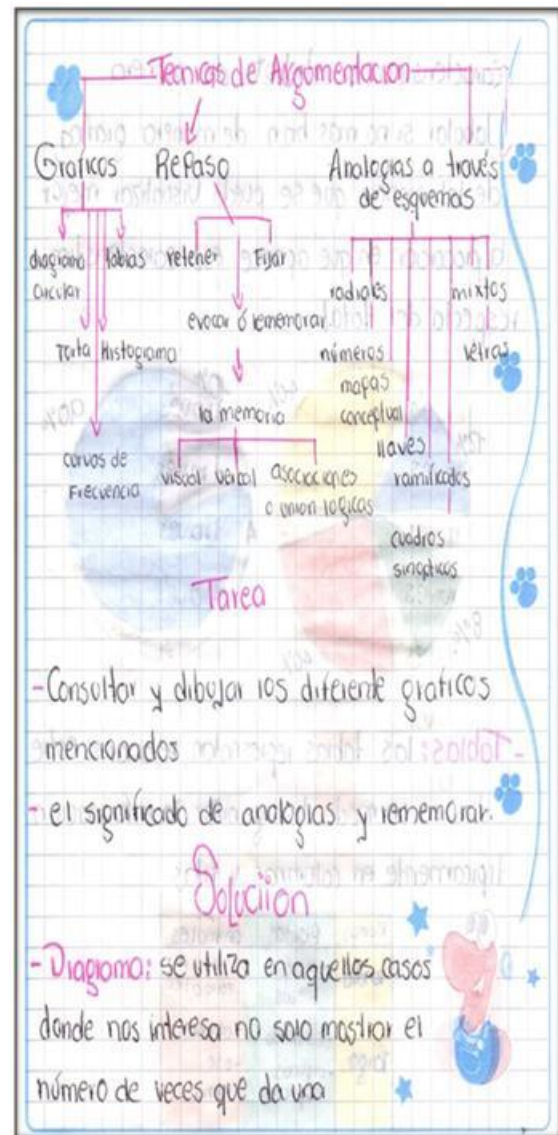 Tecnicas de Argomentacion
Graficos
Repaso
Analogias a través
de esquemas
diagrama
circular
tablas
retener
Fijar
radiales
mixtos
evocar ó rememorar
Torta
Histograma
números
letras
mapas
conceptual
la memoria
llaves
curvas de
Frecuencia
visual
verbal
asociaciones
o union logicas
ramificados
cuadros
sinopticos
Tarea
-Consultar y dibujar los diferente graficos
mencionados
- el significado de analogias y rememorar.
Soluciion
- Diagrama: se utiliza en aquellos casos
donde nos interesa no solo mostrar el
número de veces que da una